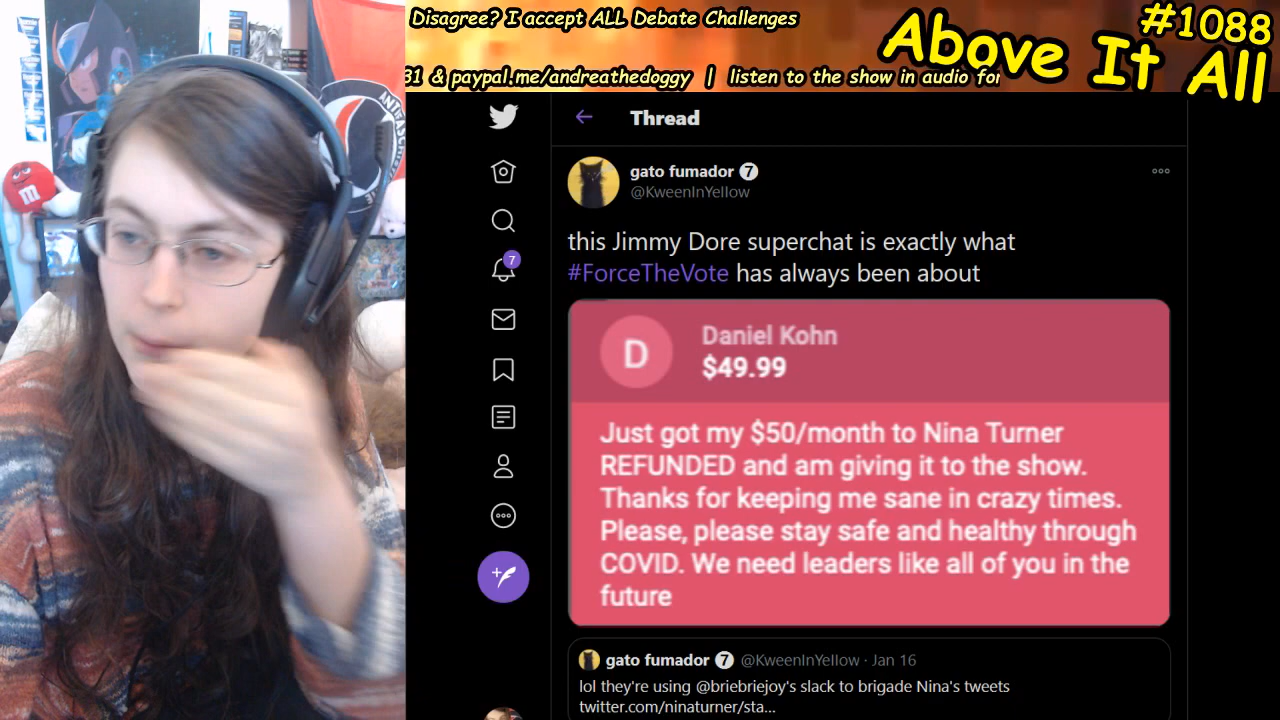 Disagree? I accept ALL Debate Challenges
#1088
Above It All
31 & paypal.me/andreathedoggy | listen to the show in audio for
Thread
gato fumador 7
@KweenInYellow
this Jimmy Dore superchat is exactly what
#ForceTheVote has always been about
7
D
Daniel Kohn
$49.99
Just got my $50/month to Nina Turner
REFUNDED and am giving it to the show.
Thanks for keeping me sane in crazy times.
Please, please stay safe and healthy through
COVID. We need leaders like all of you in the
future
gato fumador 7 @KweenInYellow · Jan 16
lol they're using @briebriejoy's slack to brigade Nina's tweets
twitter.com/ninaturner/sta...
m